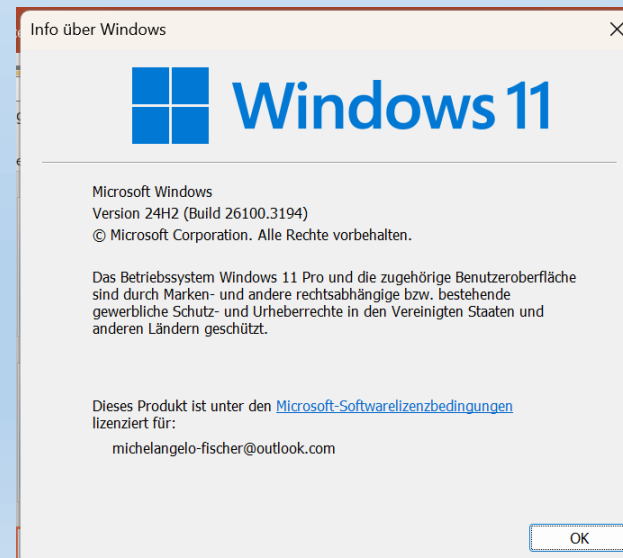 Info über Windows
Windows 11
Microsoft Windows
Version 24H2 (Build 26100.3194)
© Microsoft Corporation. Alle Rechte vorbehalten.
Das Betriebssystem Windows 11 Pro und die zugehörige Benutzeroberfläche
sind durch Marken- und andere rechtsabhängige bzw. bestehende
gewerbliche Schutz- und Urheberrechte in den Vereinigten Staaten und
anderen Ländern geschützt.
Dieses Produkt ist unter den Microsoft-Softwarelizenzbedingungen
lizenziert für:
michelangelo-fischer@outlook.com
OK